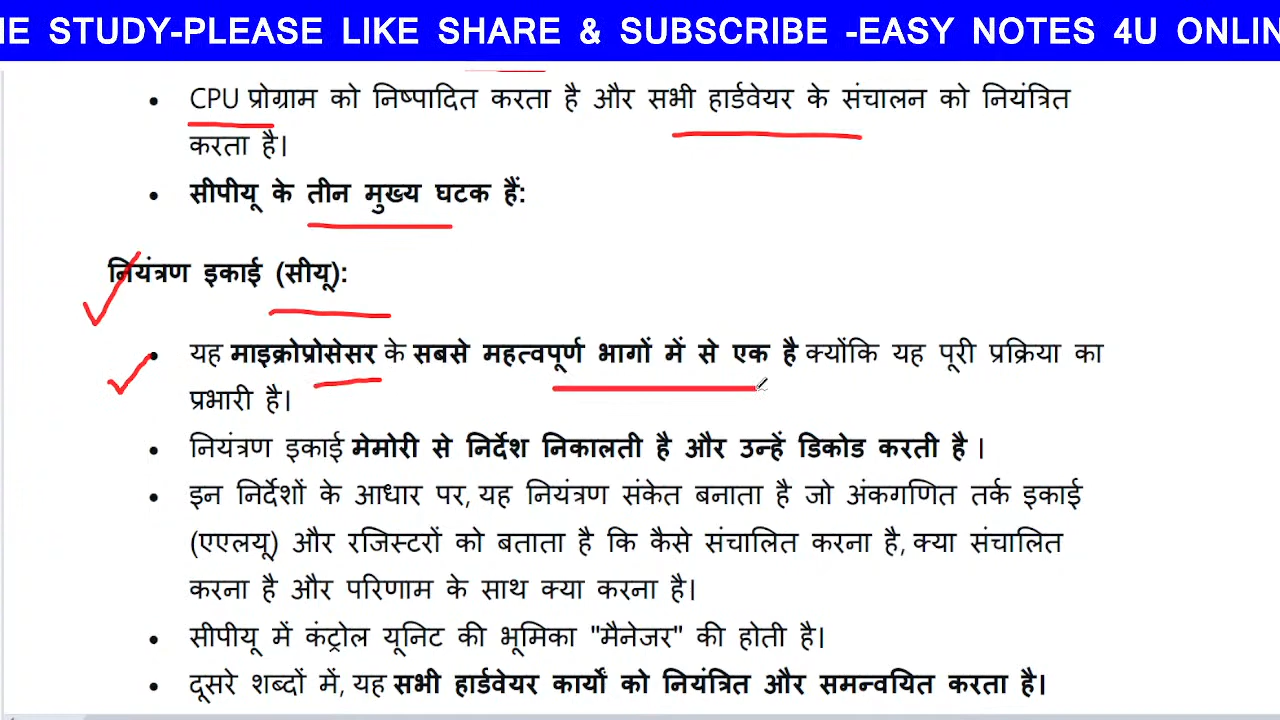 NE STUDY-PLEASE LIKE SHARE & SUBSCRIBE -EASY NOTES 4U ONLIN
• CPU प्रोग्राम को निष्पादित करता है और सभी हार्डवेयर के संचालन को नियंत्रित
करता है।
• सीपीयू के तीन मुख्य घटक हैं:
नियंत्रण इकाई (सीयू):
• यह माइक्रोप्रोसेसर के सबसे महत्वपूर्ण भागों में से एक है क्योंकि यह पूरी प्रक्रिया का
प्रभारी है।
• नियंत्रण इकाई मेमोरी से निर्देश निकालती है और उन्हें डिकोड करती है ।
• इन निर्देशों के आधार पर, यह नियंत्रण संकेत बनाता है जो अंकगणित तर्क इकाई
(एएलयू) और रजिस्टरों को बताता है कि कैसे संचालित करना है, क्या संचालित
करना है और परिणाम के साथ क्या करना है।
• सीपीयू में कंट्रोल यूनिट की भूमिका "मैनेजर" की होती है।
• दूसरे शब्दों में, यह सभी हार्डवेयर कार्यों को नियंत्रित और समन्वयित करता है।